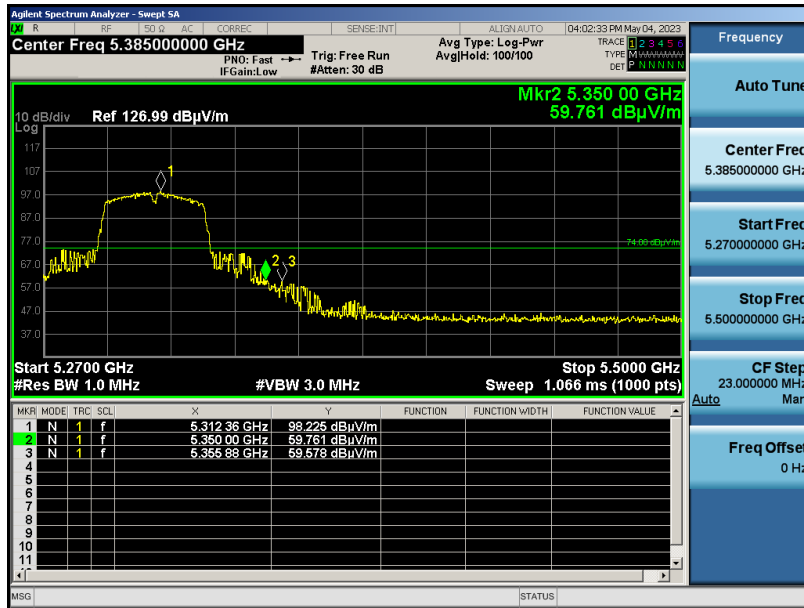 Agilent Spectrum Analyzer - Swept SA
LXI R RF 50 Ω AC CORREC SENSE:INT ALIGN AUTO 04:02:33 PM May 04, 2023
Center Freq 5.385000000 GHz
PNO: Fast
IFGain:Low
Trig: Free Run
#Atten: 30 dB
Avg Type: Log-Pwr
Avg|Hold: 100/100
TRACE 1 2 3 4 5 6
TYPE M W W W W W
DET P N N N N N
Mkr2 5.350 00 GHz
59.761 dBµV/m
10 dB/div Ref 126.99 dBµV/m
Log
117
107
97.0
87.0
77.0
67.0
57.0
47.0
37.0
1
2
3
74.00 dBµV/m
Start 5.2700 GHz Stop 5.5000 GHz
#Res BW 1.0 MHz #VBW 3.0 MHz Sweep 1.066 ms (1000 pts)
MKR MODE TRC SCL X Y FUNCTION FUNCTION WIDTH FUNCTION VALUE
1 N 1 f 5.312 36 GHz 98.225 dBµV/m
2 N 1 f 5.350 00 GHz 59.761 dBµV/m
3 N 1 f 5.355 88 GHz 59.578 dBµV/m
4
5
6
7
8
9
10
11
MSG STATUS
Frequency
Auto Tune
Center Freq
5.385000000 GHz
Start Freq
5.270000000 GHz
Stop Freq
5.500000000 GHz
CF Step
23.000000 MHz
Auto Man
Freq Offset
0 Hz